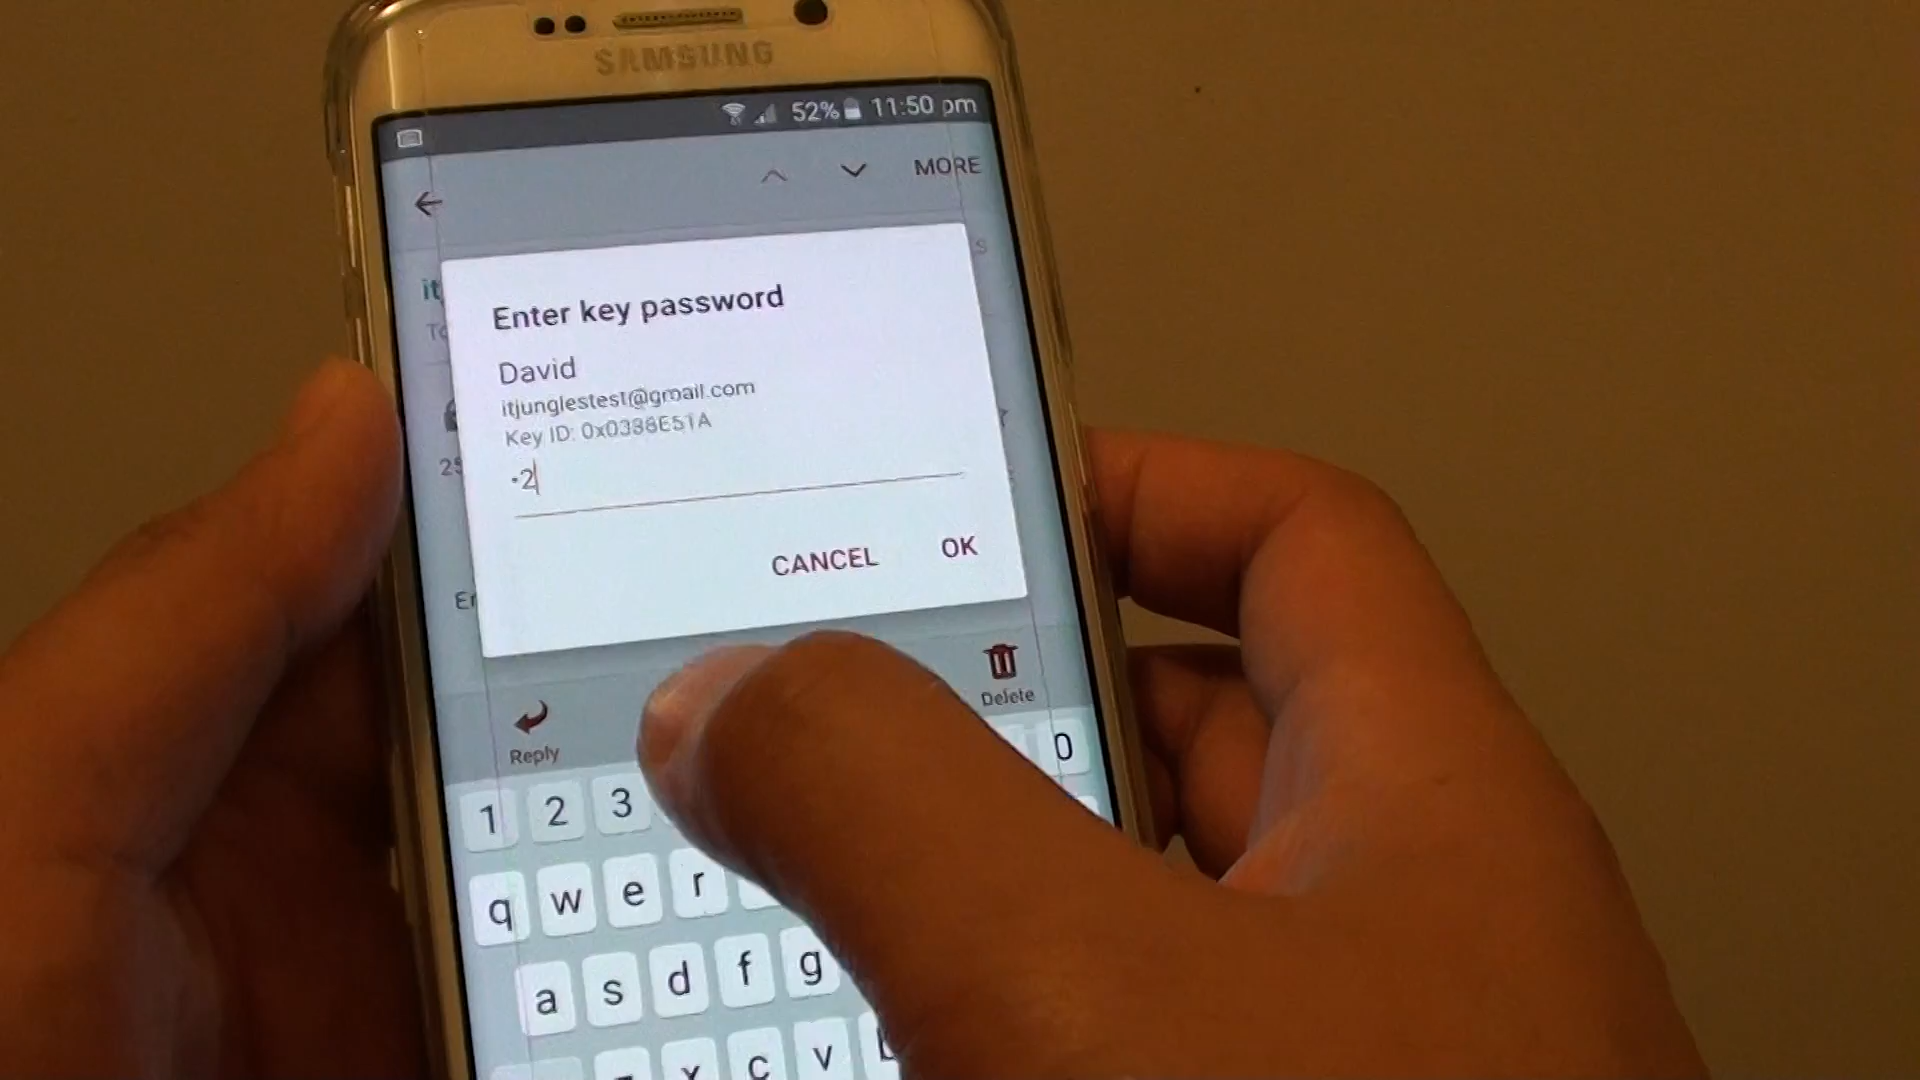 SAMSUNG
52% 11:50 pm
MORE
Enter key password
David
itjunglestest@gmail.com
Key ID: 0x0338E51A
•2
CANCEL OK
Delete
Reply
0
1 2 3
q w e r
a s d f g
x c v